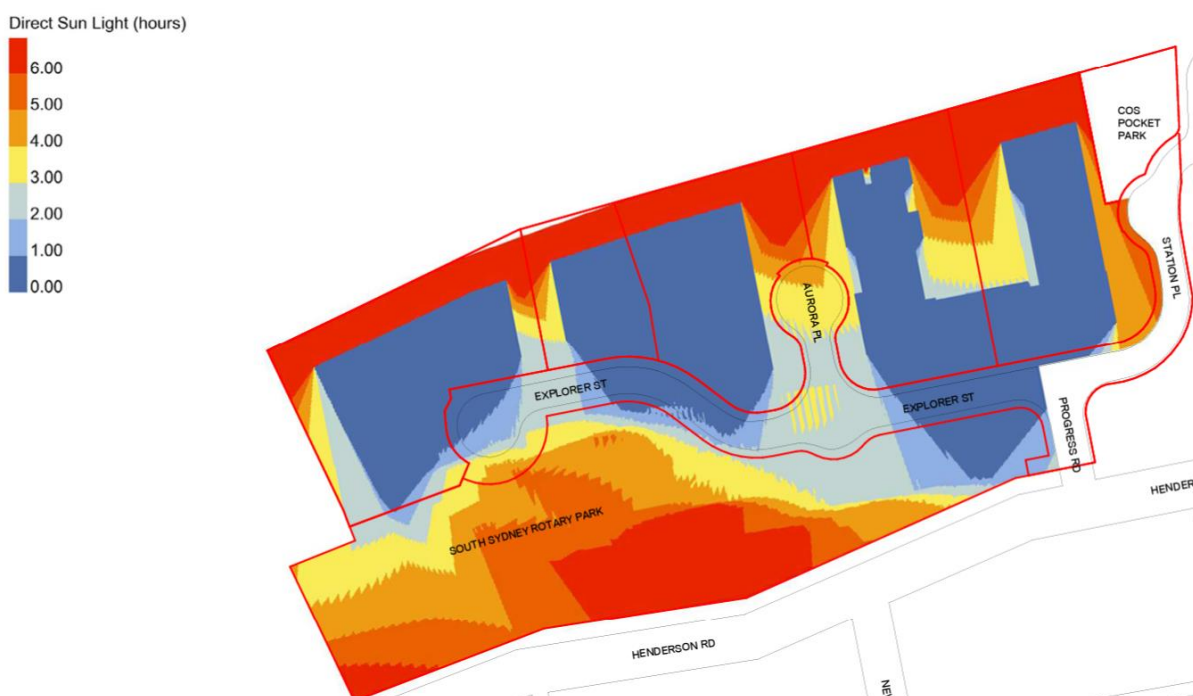 Direct Sun Light (hours)
6.00
5.00
4.00
3.00
2.00
1.00
0.00
COS
POCKET
PARK
STATION PL
AURORA PL
EXPLORER ST
EXPLORER ST
PROGRESS RD
SOUTH SYDNEY ROTARY PARK
HENDER
HENDERSON RD